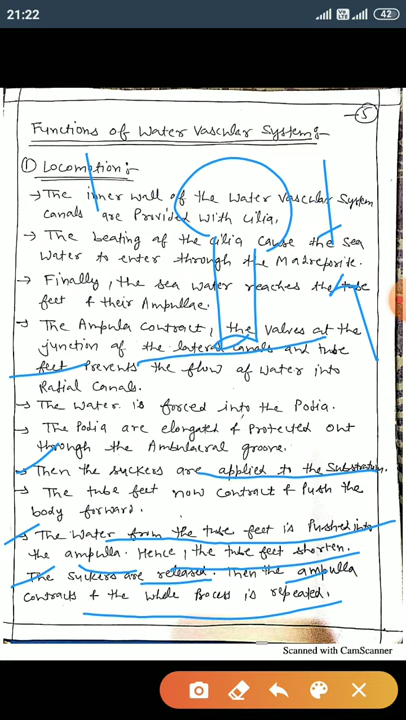 21:22
42
5
Functions of Water Vascular System:-
① Locomotion:-
→ The inner wall of the Water Vascular System
canals are Provided With Cilia.
→ The beating of the cilia cause the Sea
Water to enter through the Madreporite.
→ Finally, the sea water reaches the tube
feet & their Ampullae.
→ The Ampula contract, the valves at the
junction of the lateral canals and tube
feet Prevents the flow of water into
Radial Canals.
→ The Water is forced into the Podia.
→ The Podia are elongated & Protected out
through the Ambulacral groove.
→ Then the suckers are applied to the Substratum.
→ The tube feet now Contract & Push the
body forward.
→ The Water from the tube feet is Pushed into
the ampulla. Hence, the tube feet shorten.
The suckers are released. Then the ampulla
Contracts & the Whole Process is repeated.
Scanned with CamScanner